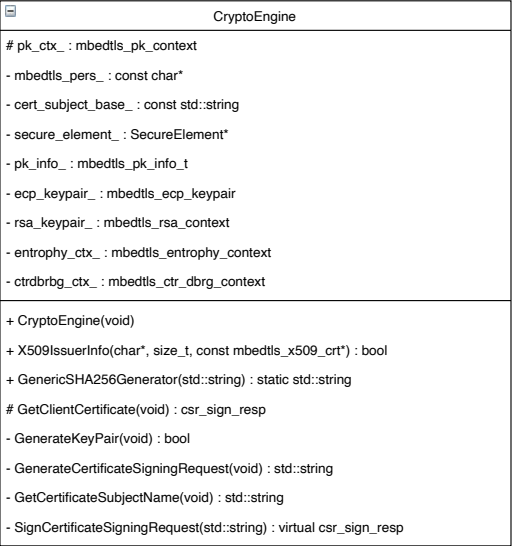 CryptoEngine
# pk_ctx_ : mbedtls_pk_context
- mbedtls_pers_ : const char*
- cert_subject_base_ : const std::string
- secure_element_ : SecureElement*
- pk_info_ : mbedtls_pk_info_t
- ecp_keypair_ : mbedtls_ecp_keypair
- rsa_keypair_ : mbedtls_rsa_context
- entrophy_ctx_ : mbedtls_entrophy_context
- ctrdbrbg_ctx_ : mbedtls_ctr_dbrg_context
+ CryptoEngine(void)
+ X509IssuerInfo(char*, size_t, const mbedtls_x509_crt*) : bool
+ GenericSHA256Generator(std::string) : static std::string
# GetClientCertificate(void) : csr_sign_resp
- GenerateKeyPair(void) : bool
- GenerateCertificateSigningRequest(void) : std::string
- GetCertificateSubjectName(void) : std::string
- SignCertificateSigningRequest(std::string) : virtual csr_sign_resp